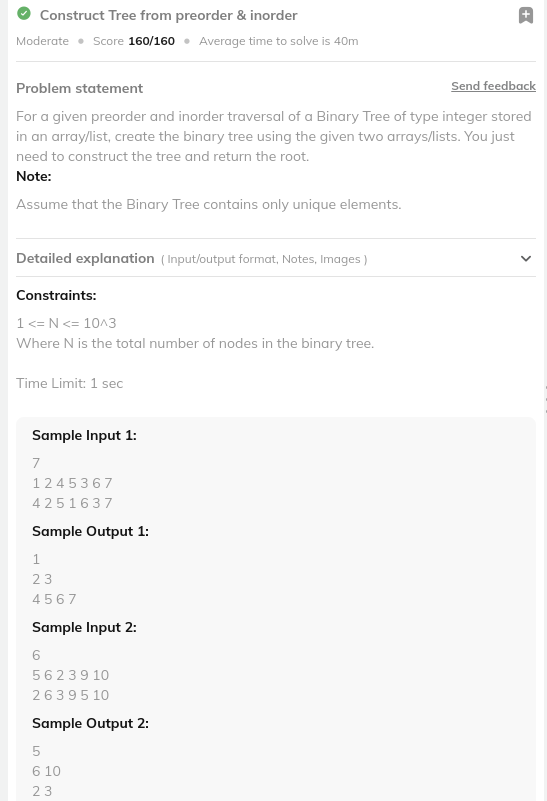 Construct Tree from preorder & inorder
Moderate • Score 160/160 • Average time to solve is 40m
Problem statement
Send feedback
For a given preorder and inorder traversal of a Binary Tree of type integer stored
in an array/list, create the binary tree using the given two arrays/lists. You just
need to construct the tree and return the root.
Note:
Assume that the Binary Tree contains only unique elements.
Detailed explanation ( Input/output format, Notes, Images )
Constraints:
1 <= N <= 10^3
Where N is the total number of nodes in the binary tree.
Time Limit: 1 sec
Sample Input 1:
7
1 2 4 5 3 6 7
4 2 5 1 6 3 7
Sample Output 1:
1
2 3
4 5 6 7
Sample Input 2:
6
5 6 2 3 9 10
2 6 3 9 5 10
Sample Output 2:
5
6 10
2 3